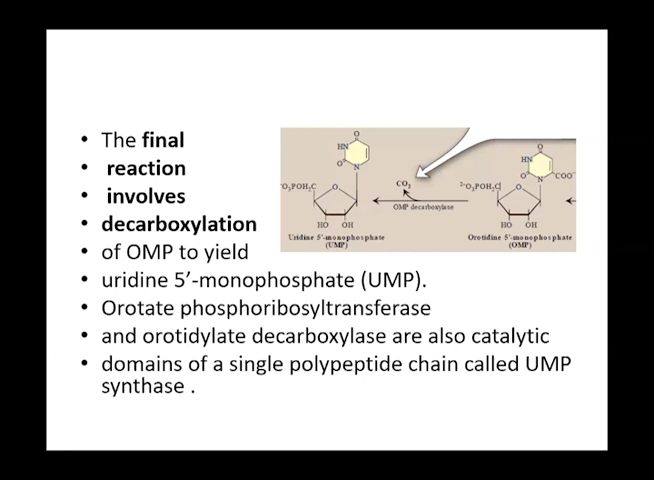 • The final
• reaction
• involves
• decarboxylation
• of OMP to yield
• uridine 5’-monophosphate (UMP).
• Orotate phosphoribosyltransferase
• and orotidylate decarboxylase are also catalytic
• domains of a single polypeptide chain called UMP
synthase .
O
HN
O
N
⁻O₃POH₂C
O
HO OH
Uridine 5'-monophosphate
(UMP)
CO₂
OMP decarboxylase
O
HN
O
N
COO⁻
²⁻O₃POH₂C
O
HO OH
Orotidine 5'-monophosphate
(OMP)